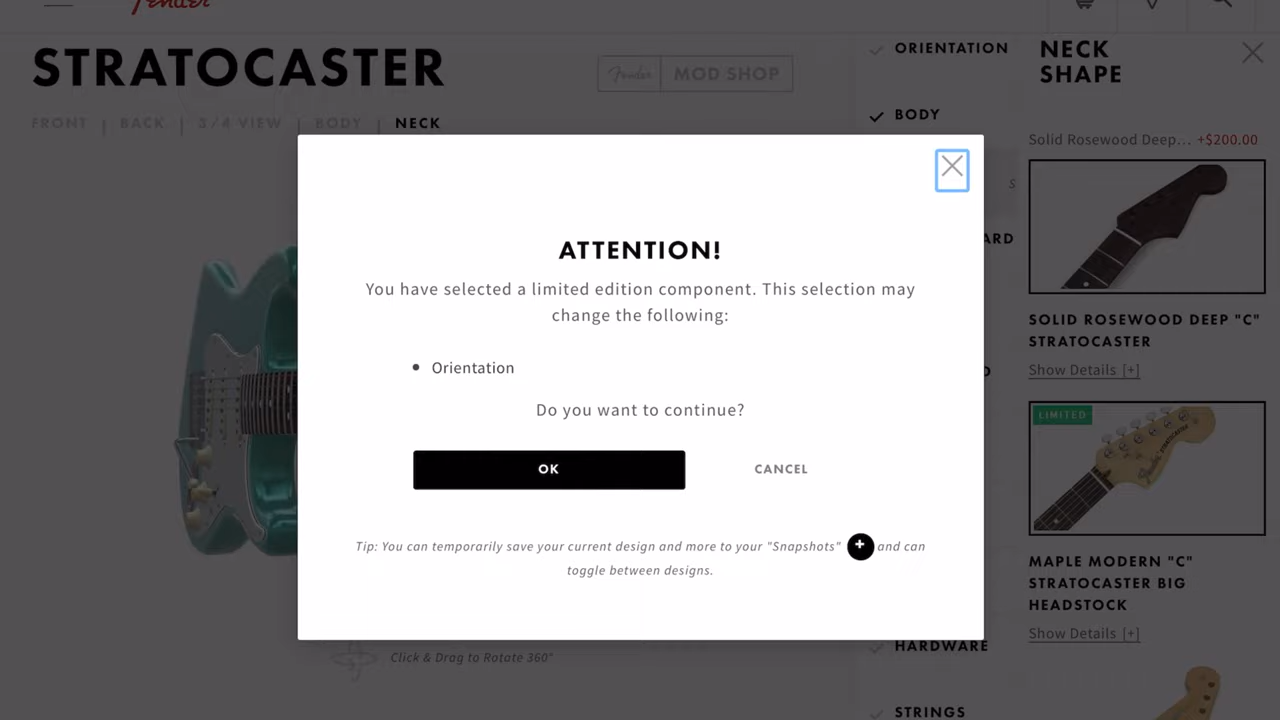 Fender
STRATOCASTER
Fender MOD SHOP
FRONT | BACK | 3/4 VIEW | BODY | NECK
ORIENTATION
BODY
S
ARD
HARDWARE
STRINGS
NECK
SHAPE
Solid Rosewood Deep... +$200.00
SOLID ROSEWOOD DEEP "C"
STRATOCASTER
Show Details [+]
LIMITED
MAPLE MODERN "C"
STRATOCASTER BIG
HEADSTOCK
Show Details [+]
ATTENTION!
You have selected a limited edition component. This selection may
change the following:
• Orientation
Do you want to continue?
OK CANCEL
Tip: You can temporarily save your current design and more to your "Snapshots" + and can
toggle between designs.
Click & Drag to Rotate 360°